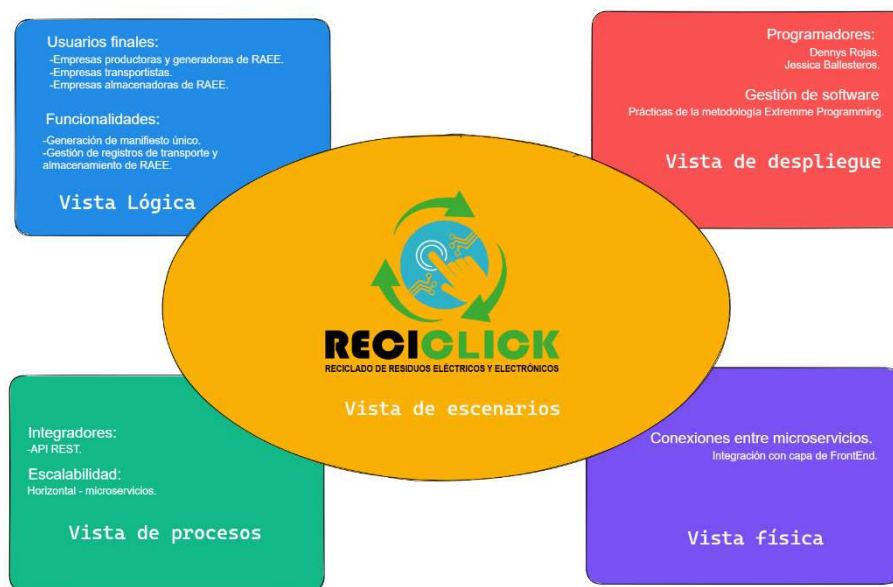 Usuarios finales:
-Empresas productoras y generadoras de RAEE.
-Empresas transportistas.
-Empresas almacenadoras de RAEE.
Funcionalidades:
-Generación de manifiesto único.
-Gestión de registros de transporte y
almacenamiento de RAEE.
Vista Lógica
Programadores:
Dennys Rojas.
Jessica Ballesteros.
Gestión de software
Prácticas de la metodología Extremme Programming.
Vista de despliegue
RECICLICK
RECICLADO DE RESIDUOS ELÉCTRICOS Y ELECTRÓNICOS
Vista de escenarios
Integradores:
-API REST.
Escalabilidad:
Horizontal - microservicios.
Vista de procesos
Conexiones entre microservicios.
Integración con capa de FrontEnd.
Vista física